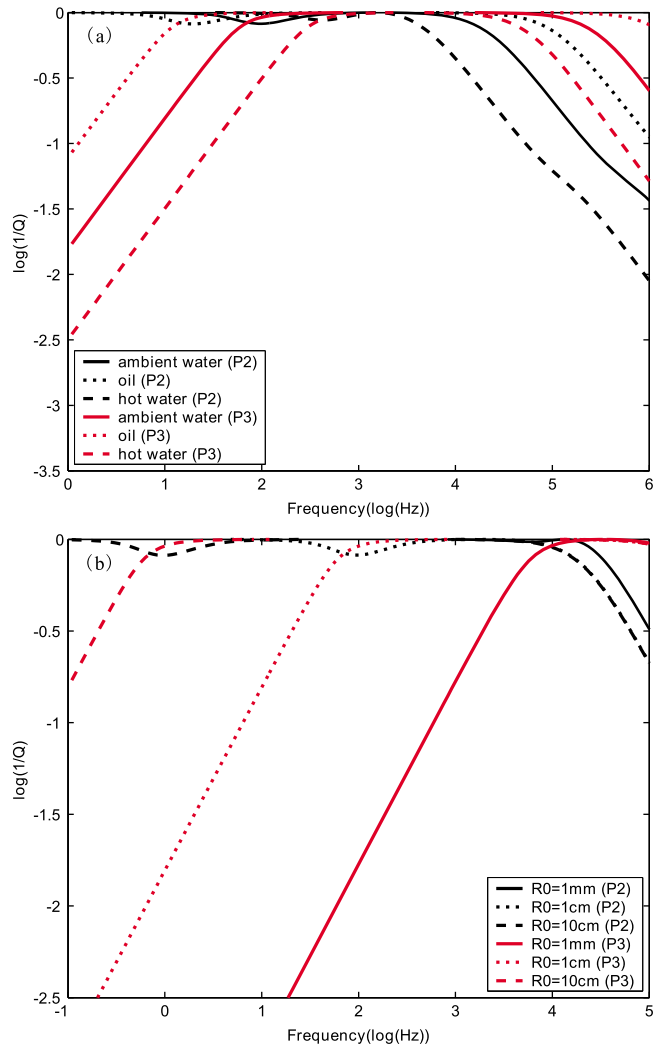 (a)
0
-0.5
-1
-1.5
-2
-2.5
-3
-3.5
log(1/Q)
ambient water (P2)
oil (P2)
hot water (P2)
ambient water (P3)
oil (P3)
hot water (P3)
0 1 2 3 4 5 6
Frequency(log(Hz))
(b)
0
-0.5
-1
-1.5
-2
-2.5
log(1/Q)
R0=1mm (P2)
R0=1cm (P2)
R0=10cm (P2)
R0=1mm (P3)
R0=1cm (P3)
R0=10cm (P3)
-1 0 1 2 3 4 5
Frequency(log(Hz))